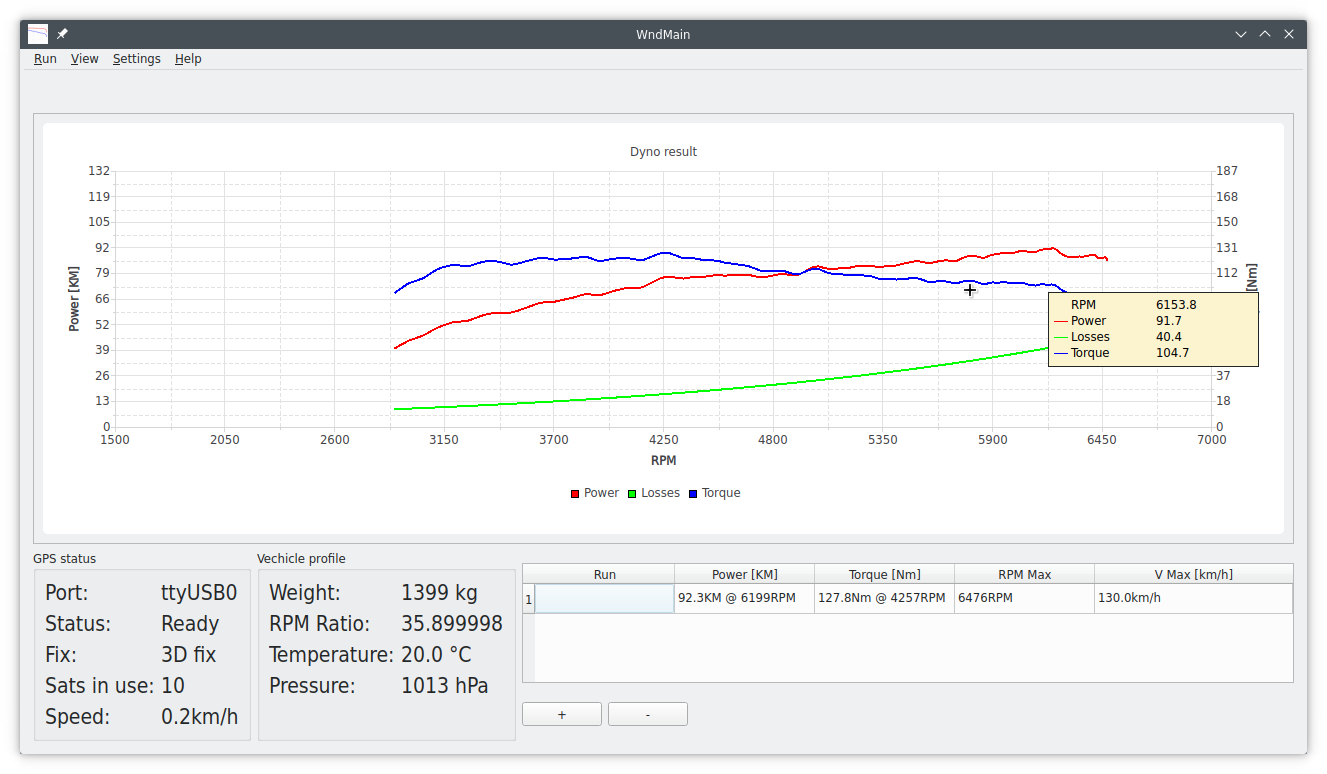 WndMain
Run View Settings Help
Dyno result
132 187
119 168
105 150
92 131
79 112
66
52
39
26 37
13 18
0 0
Power [KM]
[Nm]
1500 2050 2600 3150 3700 4250 4800 5350 5900 6450 7000
RPM
RPM 6153.8
Power 91.7
Losses 40.4
Torque 104.7
Power Losses Torque
GPS status
Port: ttyUSB0
Status: Ready
Fix: 3D fix
Sats in use: 10
Speed: 0.2km/h
Vechicle profile
Weight: 1399 kg
RPM Ratio: 35.899998
Temperature: 20.0 °C
Pressure: 1013 hPa
Run Power [KM] Torque [Nm] RPM Max V Max [km/h]
1 92.3KM @ 6199RPM 127.8Nm @ 4257RPM 6476RPM 130.0km/h
+ -